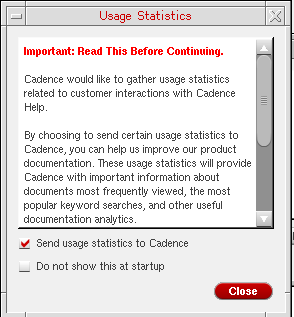 Usage Statistics
Important: Read This Before Continuing.
Cadence would like to gather usage statistics
related to customer interactions with Cadence
Help.
By choosing to send certain usage statistics to
Cadence, you can help us improve our product
documentation. These usage statistics will provide
Cadence with important information about
documents most frequently viewed, the most
popular keyword searches, and other useful
documentation analytics.
Send usage statistics to Cadence
Do not show this at startup
Close